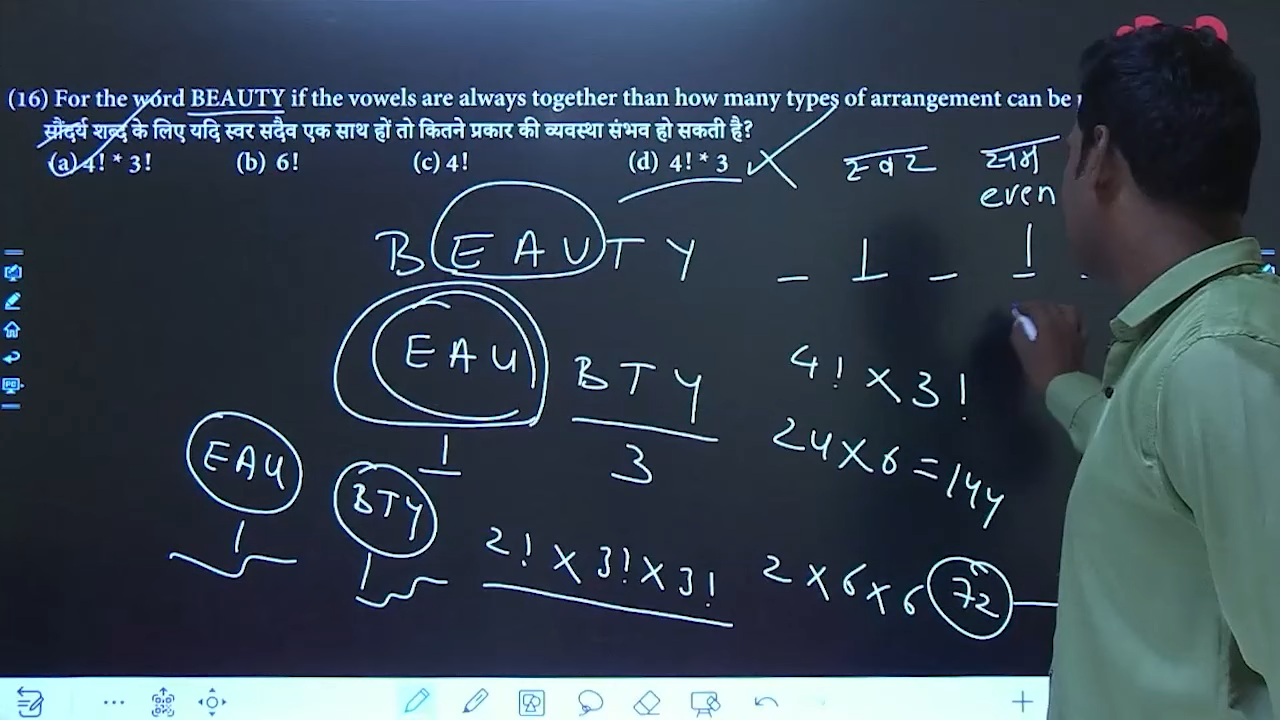 (16) For the word BEAUTY if the vowels are always together than how many types of arrangement can be
सौंदर्य शब्द के लिए यदि स्वर सदैव एक साथ हों तो कितने प्रकार की व्यवस्था संभव हो सकती है?
(a) 4! * 3! (b) 6! (c) 4! (d) 4! * 3
स्वर सम
even
B E A U T Y _ 1 _ 1 _
E A U B T Y 4! × 3!
1 3 24 × 6 = 144
EAU BTY
1 1 2! × 3! × 3! 2 × 6 × 6 72
PC